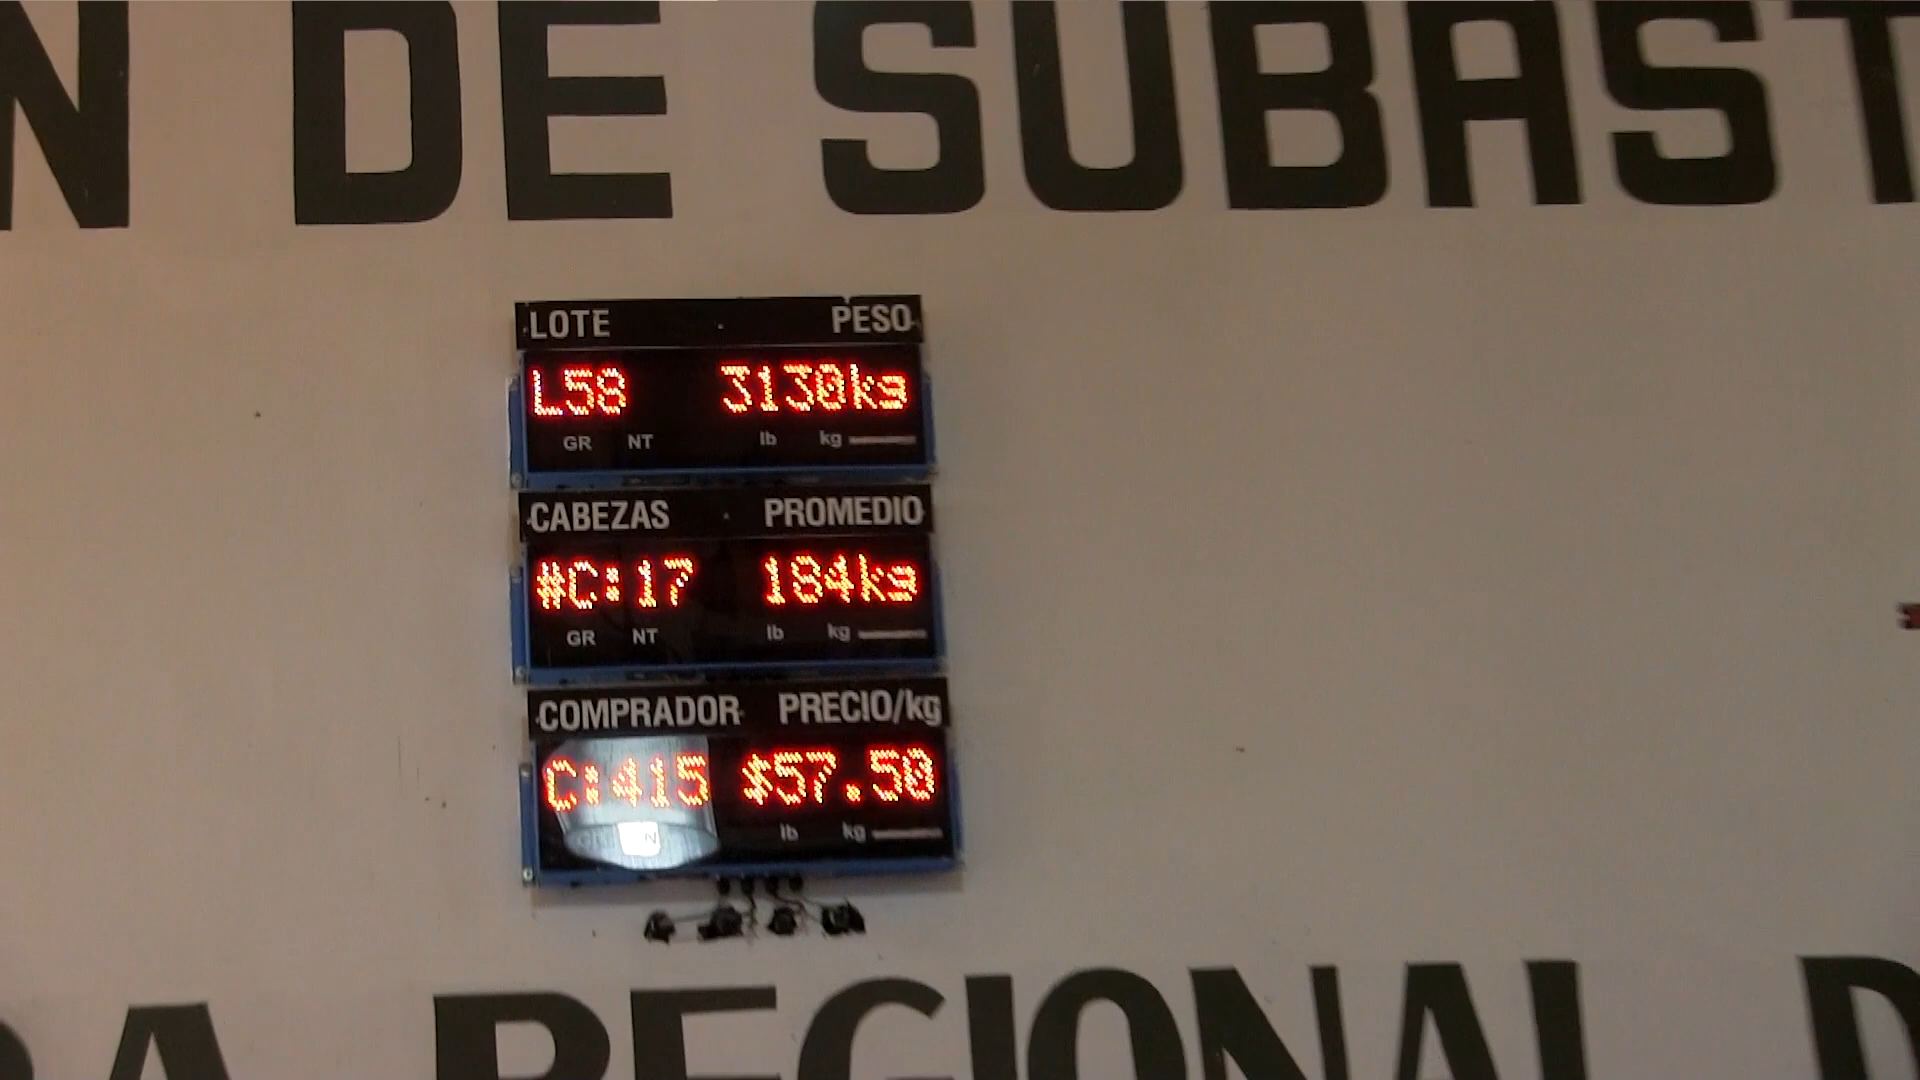 N DE SUBAST
LOTE PESO
L58 3130kg
GR NT lb kg
CABEZAS PROMEDIO
#C:17 184kg
GR NT lb kg
COMPRADOR PRECIO/kg
C:415 $57.50
lb kg
RA REGIONAL D